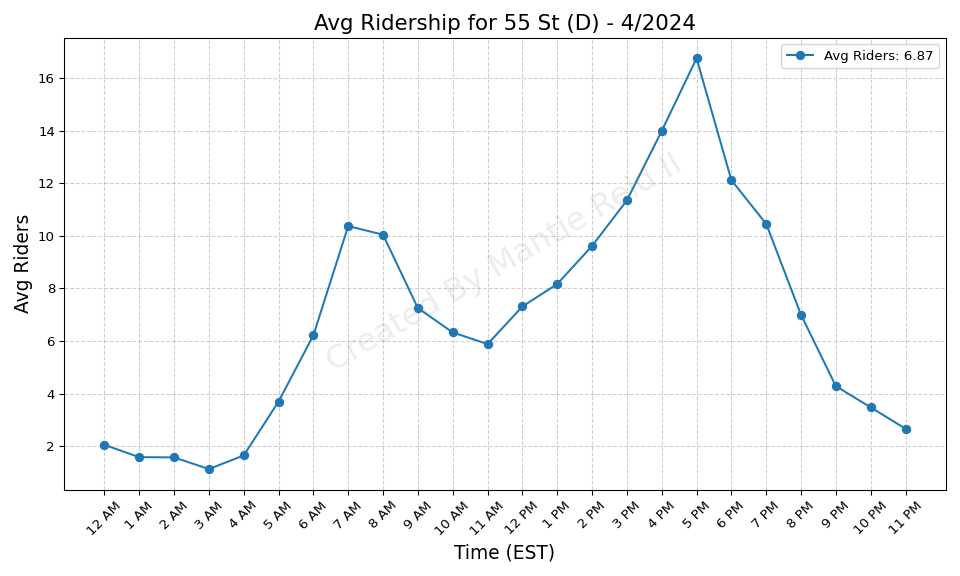 Avg Ridership for 55 St (D) - 4/2024
Avg Riders: 6.87
16
14
12
10
8
6
4
2
Avg Riders
Created By Mantie Reid II
12 AM
1 AM
2 AM
3 AM
4 AM
5 AM
6 AM
7 AM
8 AM
9 AM
10 AM
11 AM
12 PM
1 PM
2 PM
3 PM
4 PM
5 PM
6 PM
7 PM
8 PM
9 PM
10 PM
11 PM
Time (EST)